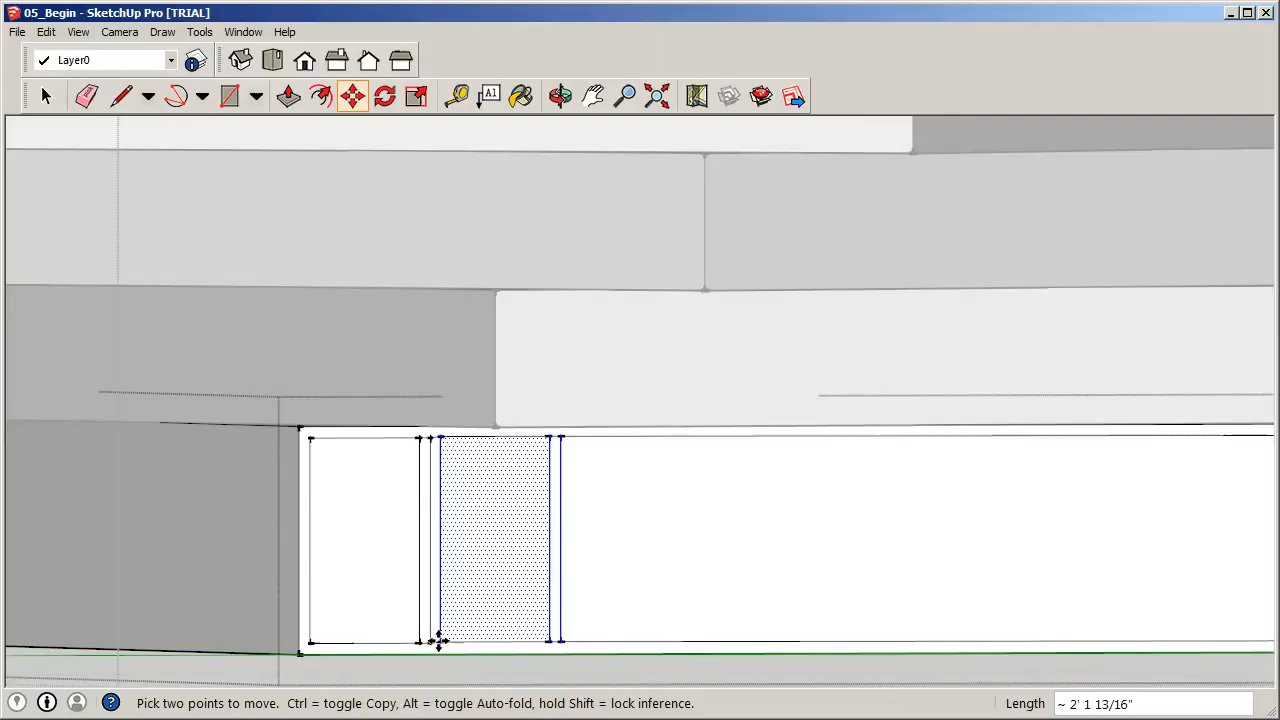 05_Begin - SketchUp Pro [TRIAL]
File Edit View Camera Draw Tools Window Help
Layer0
A1
Pick two points to move. Ctrl = toggle Copy, Alt = toggle Auto-fold, hold Shift = lock inference. Length ~ 2' 1 13/16"